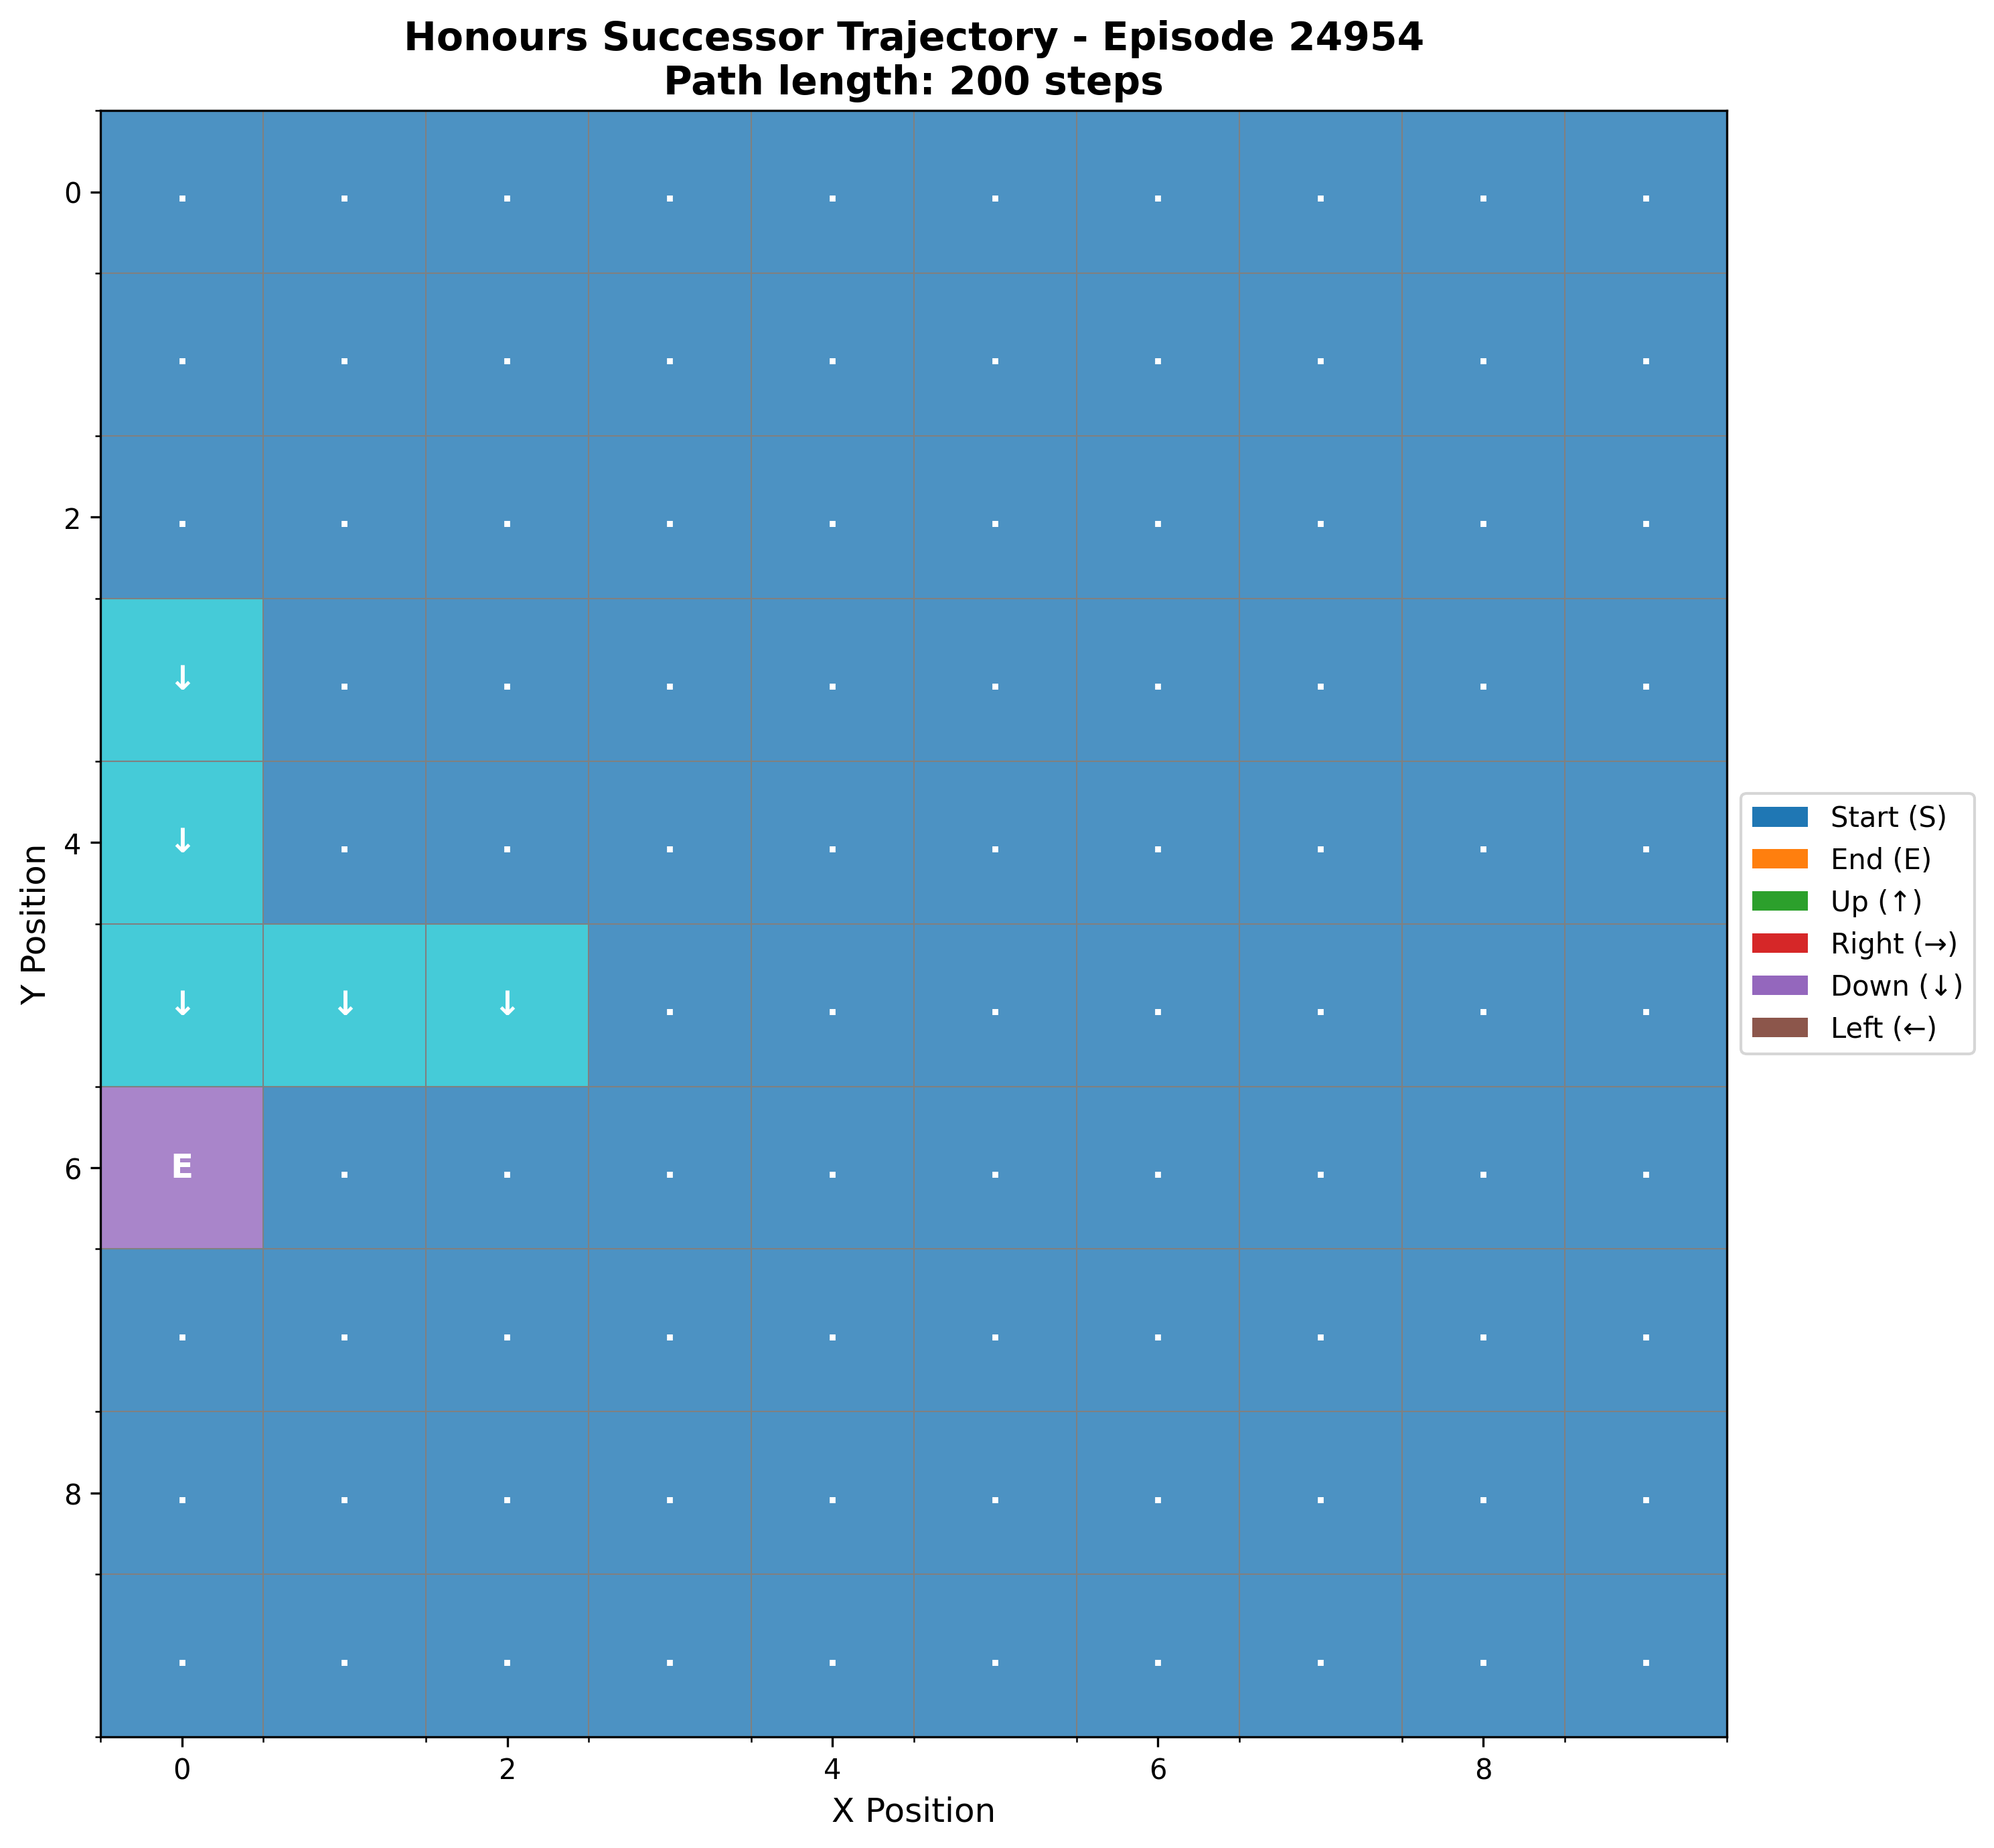 Honours Successor Trajectory - Episode 24954
Path length: 200 steps
0 · · · · · · · · · ·
· · · · · · · · · ·
2 · · · · · · · · · ·
↓ · · · · · · · · ·
4 ↓ · · · · · · · · ·
↓ ↓ ↓ · · · · · · ·
6 E · · · · · · · · ·
· · · · · · · · · ·
8 · · · · · · · · · ·
· · · · · · · · · ·
0 2 4 6 8
X Position
Y Position
Start (S)
End (E)
Up (↑)
Right (→)
Down (↓)
Left (←)